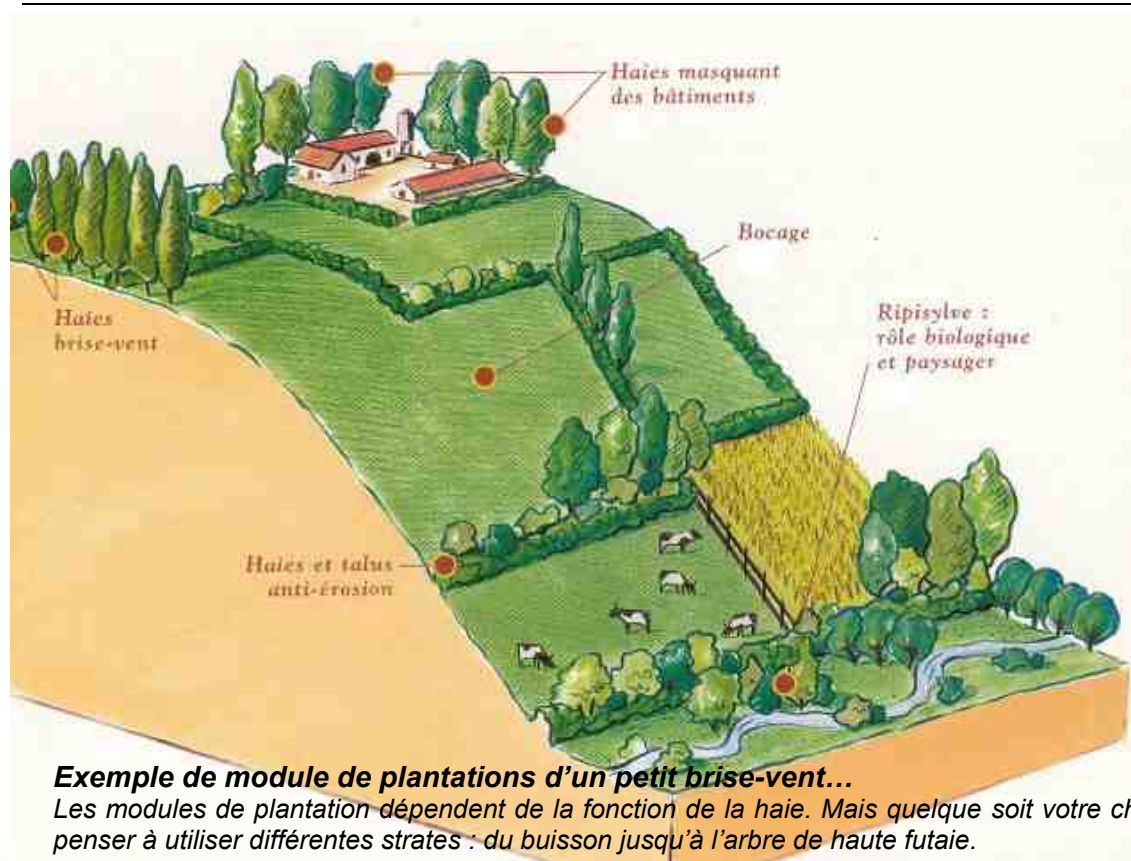 Haies masquant
des bâtiments
Bocage
Haies
brise-vent
Ripisylve :
rôle biologique
et paysager
Haies et talus
anti-érosion
Exemple de module de plantations d'un petit brise-vent…
Les modules de plantation dépendent de la fonction de la haie. Mais quelque soit votre
penser à utiliser différentes strates : du buisson jusqu'à l'arbre de haute futaie.